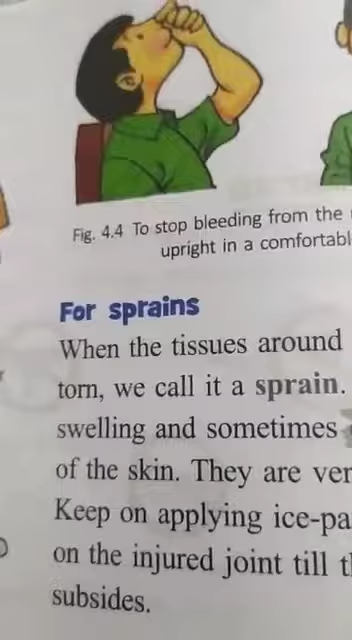 Fig. 4.4 To stop bleeding from the
upright in a comfortabl
For sprains
When the tissues around
torn, we call it a sprain.
swelling and sometimes
of the skin. They are ver
Keep on applying ice-pa
on the injured joint till t
subsides.